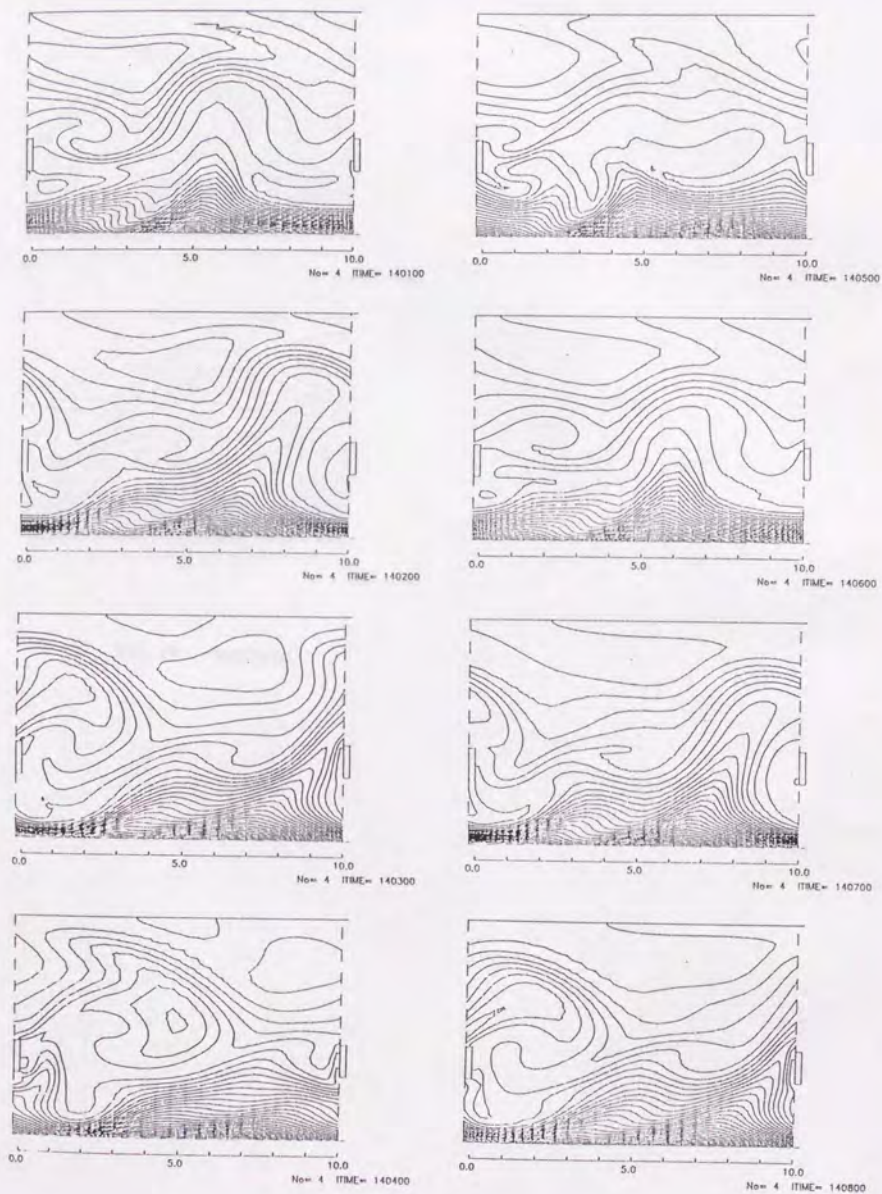 0.0 5.0 10.0
No= 4 ITIME= 140100
0.0 5.0 10.0
No= 4 ITIME= 140200
0.0 5.0 10.0
No= 4 ITIME= 140300
0.0 5.0 10.0
No= 4 ITIME= 140400
0.0 5.0 10.0
No= 4 ITIME= 140500
0.0 5.0 10.0
No= 4 ITIME= 140600
0.0 5.0 10.0
No= 4 ITIME= 140700
0.0 5.0 10.0
No= 4 ITIME= 140800